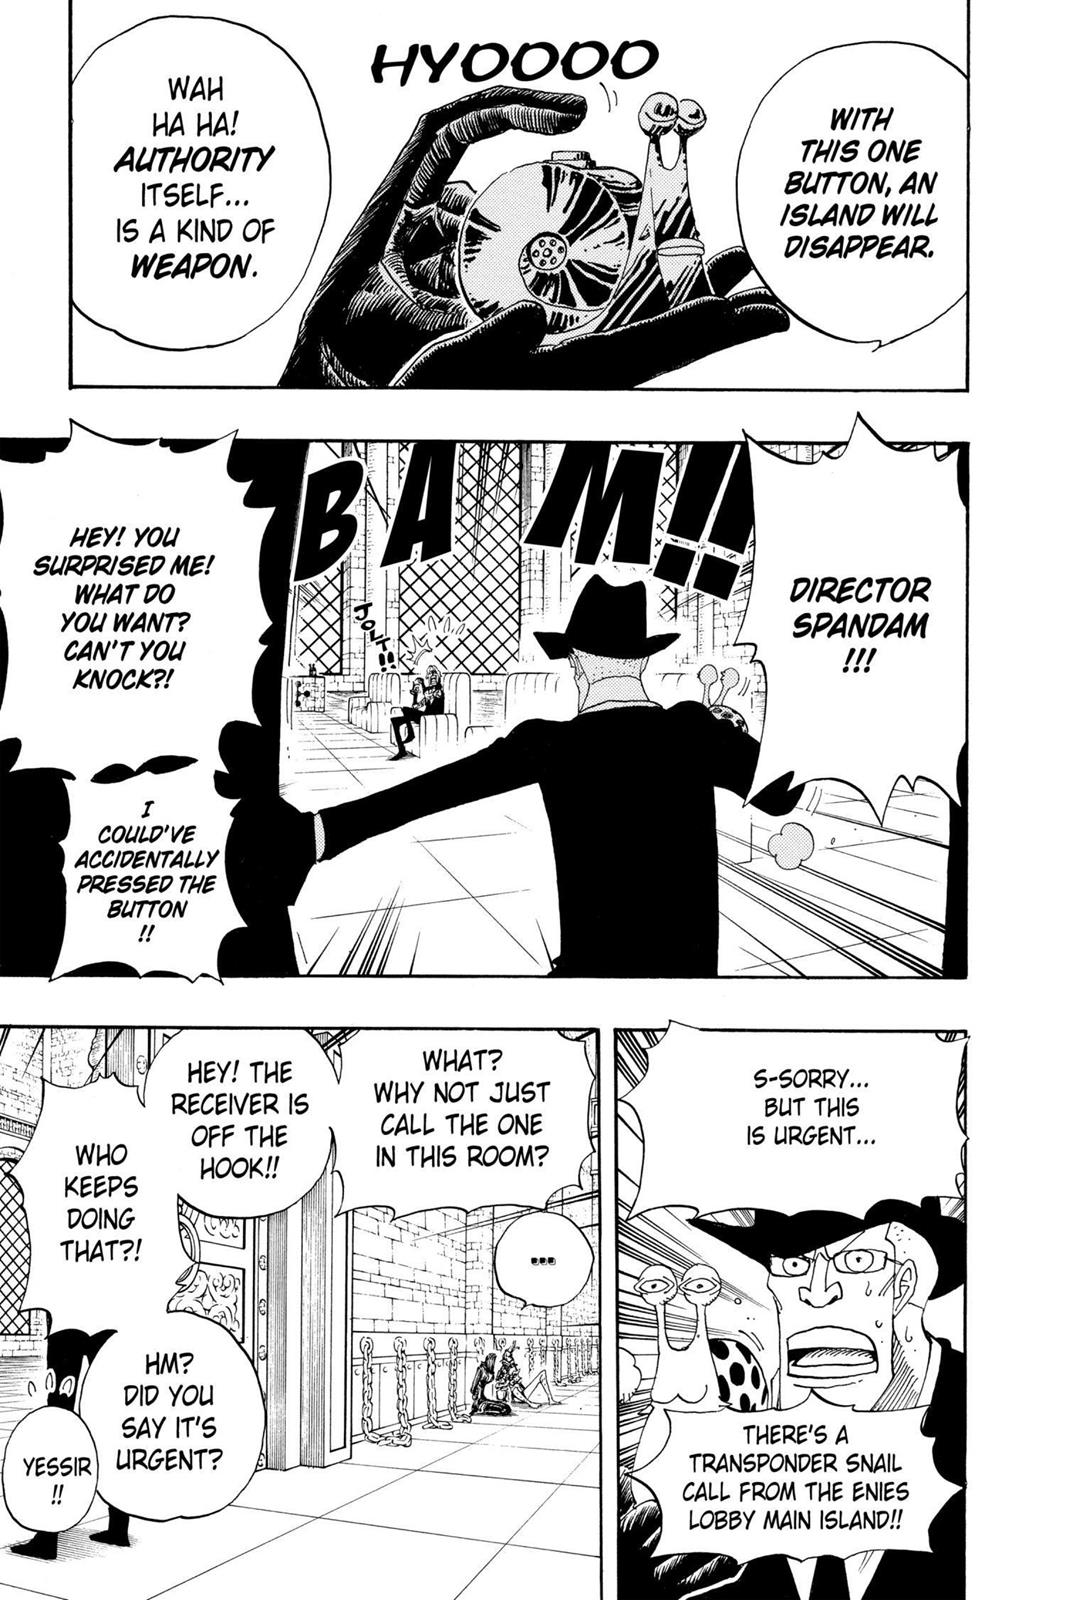 HYOOOO
WITH
THIS ONE
BUTTON, AN
ISLAND WILL
DISAPPEAR.
WAH
HA HA!
AUTHORITY
ITSELF...
IS A KIND OF
WEAPON.
DIRECTOR
SPANDAM
!!!
BAM!!
JOLT!!
HEY! YOU
SURPRISED ME!
WHAT DO
YOU WANT?
CAN'T YOU
KNOCK?!
I
COULD'VE
ACCIDENTALLY
PRESSED THE
BUTTON
!!
S-SORRY...
BUT THIS
IS URGENT...
THERE'S A
TRANSPONDER SNAIL
CALL FROM THE ENIES
LOBBY MAIN ISLAND!!
WHAT?
WHY NOT JUST
CALL THE ONE
IN THIS ROOM?
...
HEY! THE
RECEIVER IS
OFF THE
HOOK!!
WHO
KEEPS
DOING
THAT?!
HM?
DID YOU
SAY IT'S
URGENT?
YESSIR
!!